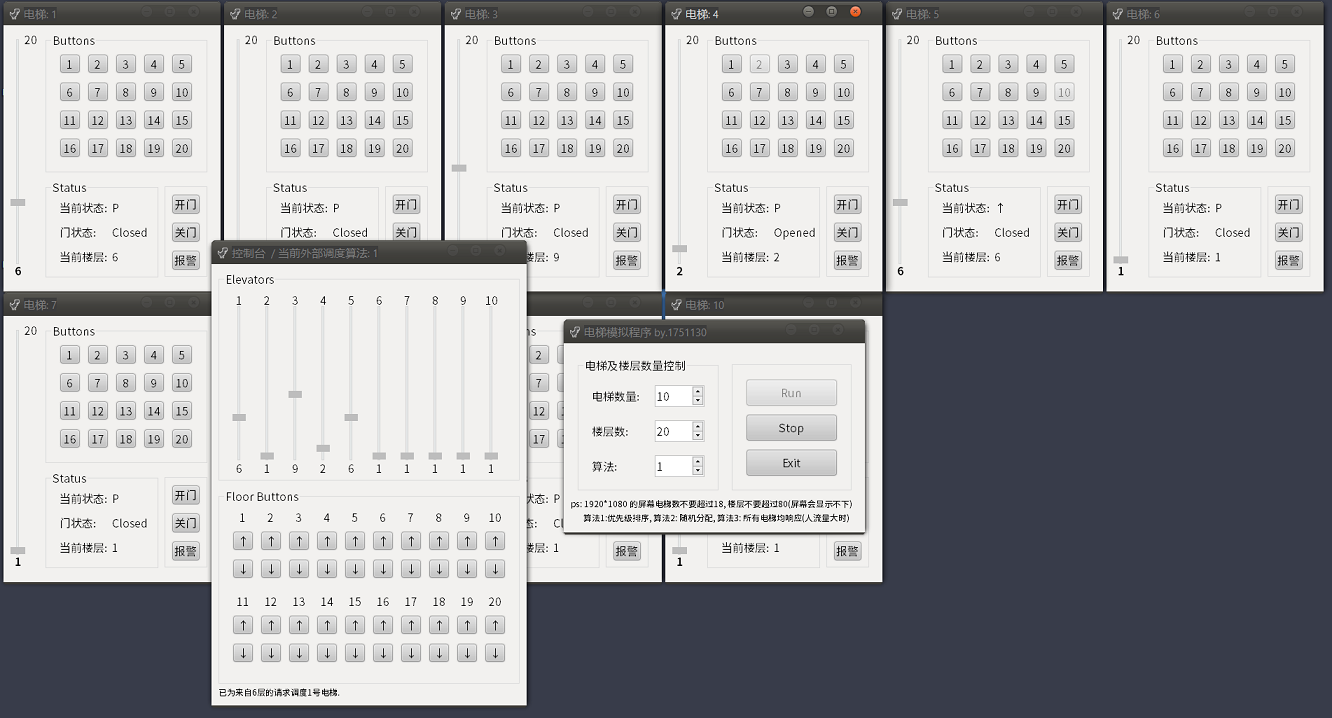 电梯: 1
20
Buttons
1 2 3 4 5
6 7 8 9 10
11 12 13 14 15
16 17 18 19 20
Status
当前状态: P
门状态: Closed
当前楼层: 6
开门
关门
报警
6
电梯: 2
20
Buttons
1 2 3 4 5
6 7 8 9 10
11 12 13 14 15
16 17 18 19 20
Status
当前状态: P
门状态: Closed
开门
关门
电梯: 3
20
Buttons
1 2 3 4 5
6 7 8 9 10
11 12 13 14 15
16 17 18 19 20
Status
当前状态: P
门状态: Closed
楼层: 9
开门
关门
报警
电梯: 4
20
Buttons
1 2 3 4 5
6 7 8 9 10
11 12 13 14 15
16 17 18 19 20
Status
当前状态: P
门状态: Opened
当前楼层: 2
开门
关门
报警
2
电梯: 5
20
Buttons
1 2 3 4 5
6 7 8 9 10
11 12 13 14 15
16 17 18 19 20
Status
当前状态: ↑
门状态: Closed
当前楼层: 6
开门
关门
报警
6
电梯: 6
20
Buttons
1 2 3 4 5
6 7 8 9 10
11 12 13 14 15
16 17 18 19 20
Status
当前状态: P
门状态: Closed
当前楼层: 1
开门
关门
报警
1
电梯: 7
20
Buttons
1 2 3 4 5
6 7 8 9 10
11 12 13 14 15
16 17 18 19 20
Status
当前状态: P
门状态: Closed
当前楼层: 1
开门
关门
报警
1
控制台 / 当前外部调度算法: 1
Elevators
1 2 3 4 5 6 7 8 9 10
6 1 9 2 6 1 1 1 1 1
Floor Buttons
1 2 3 4 5 6 7 8 9 10
↑ ↑ ↑ ↑ ↑ ↑ ↑ ↑ ↑ ↑
↓ ↓ ↓ ↓ ↓ ↓ ↓ ↓ ↓ ↓
11 12 13 14 15 16 17 18 19 20
↑ ↑ ↑ ↑ ↑ ↑ ↑ ↑ ↑ ↑
↓ ↓ ↓ ↓ ↓ ↓ ↓ ↓ ↓ ↓
已为来自6层的请求调度1号电梯.
ns
2
7
12
17
状态: P
态: Closed
楼层: 1
报警
电梯: 10
当前楼层: 1
报警
1
电梯模拟程序 by.1751130
电梯及楼层数量控制
电梯数量: 10
楼层数: 20
算法: 1
Run
Stop
Exit
ps: 1920*1080 的屏幕电梯数不要超过18, 楼层不要超过80(屏幕会显示不下)
算法1:优先级排序, 算法2: 随机分配, 算法3: 所有电梯均响应(人流量大时)